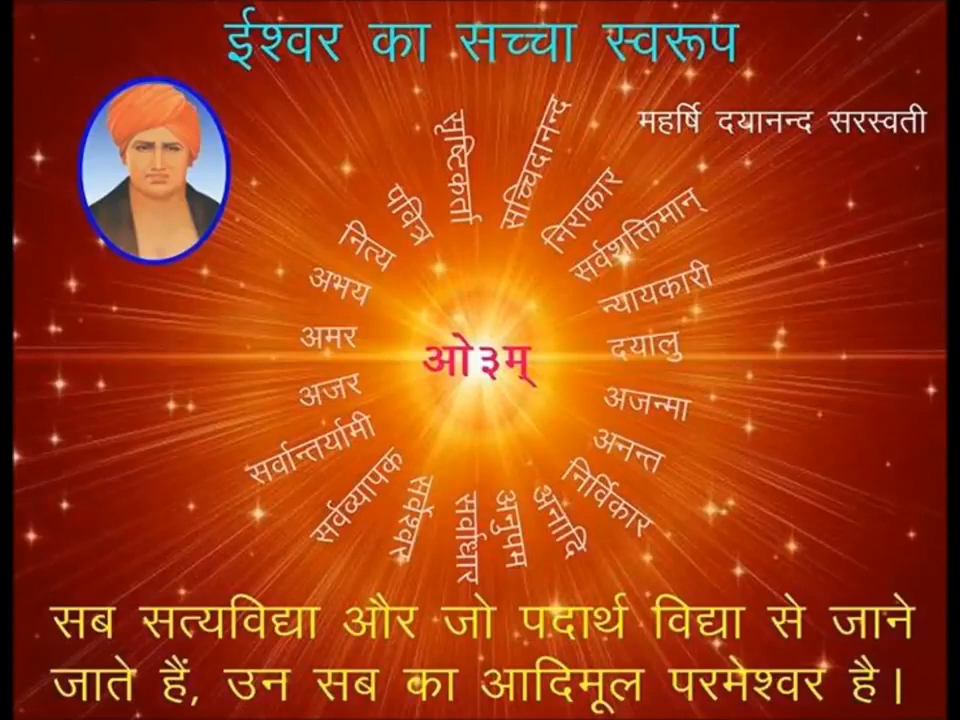 ईश्वर का सच्चा स्वरूप
महर्षि दयानन्द सरस्वती
सच्चिदानन्द
निराकार
सर्वशक्तिमान्
न्यायकारी
दयालु
अजन्मा
अनन्त
निर्विकार
अनादि
अनुपम
सर्वाधार
सर्वेश्वर
सर्वव्यापक
सर्वान्तर्यामी
अजर
अमर
अभय
नित्य
पवित्र
सृष्टिकर्ता
ओ३म्
सब सत्यविद्या और जो पदार्थ विद्या से जाने
जाते हैं, उन सब का आदिमूल परमेश्वर है।